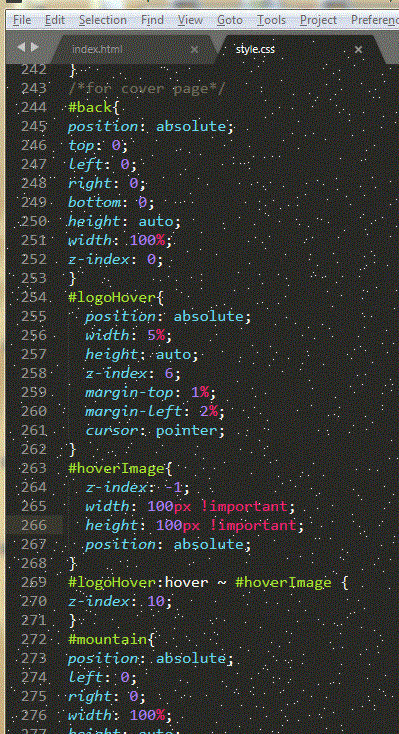 File Edit Selection Find View Goto Tools Project Preferenc
index.html × style.css ×
242 }
243 /*for cover page*/
244 #back{
245 position: absolute;
246 top: 0;
247 left: 0;
248 right: 0;
249 bottom: 0;
250 height: auto;
251 width: 100%;
252 z-index: 0;
253 }
254 #logoHover{
255 position: absolute;
256 width: 5%;
257 height: auto;
258 z-index: 6;
259 margin-top: 1%;
260 margin-left: 2%;
261 cursor: pointer;
262 }
263 #hoverImage{
264 z-index: -1;
265 width: 100px !important;
266 height: 100px !important;
267 position: absolute;
268 }
269 #logoHover:hover ~ #hoverImage {
270 z-index: 10;
271 }
272 #mountain{
273 position: absolute;
274 left: 0;
275 right: 0;
276 width: 100%;
277 height: auto;